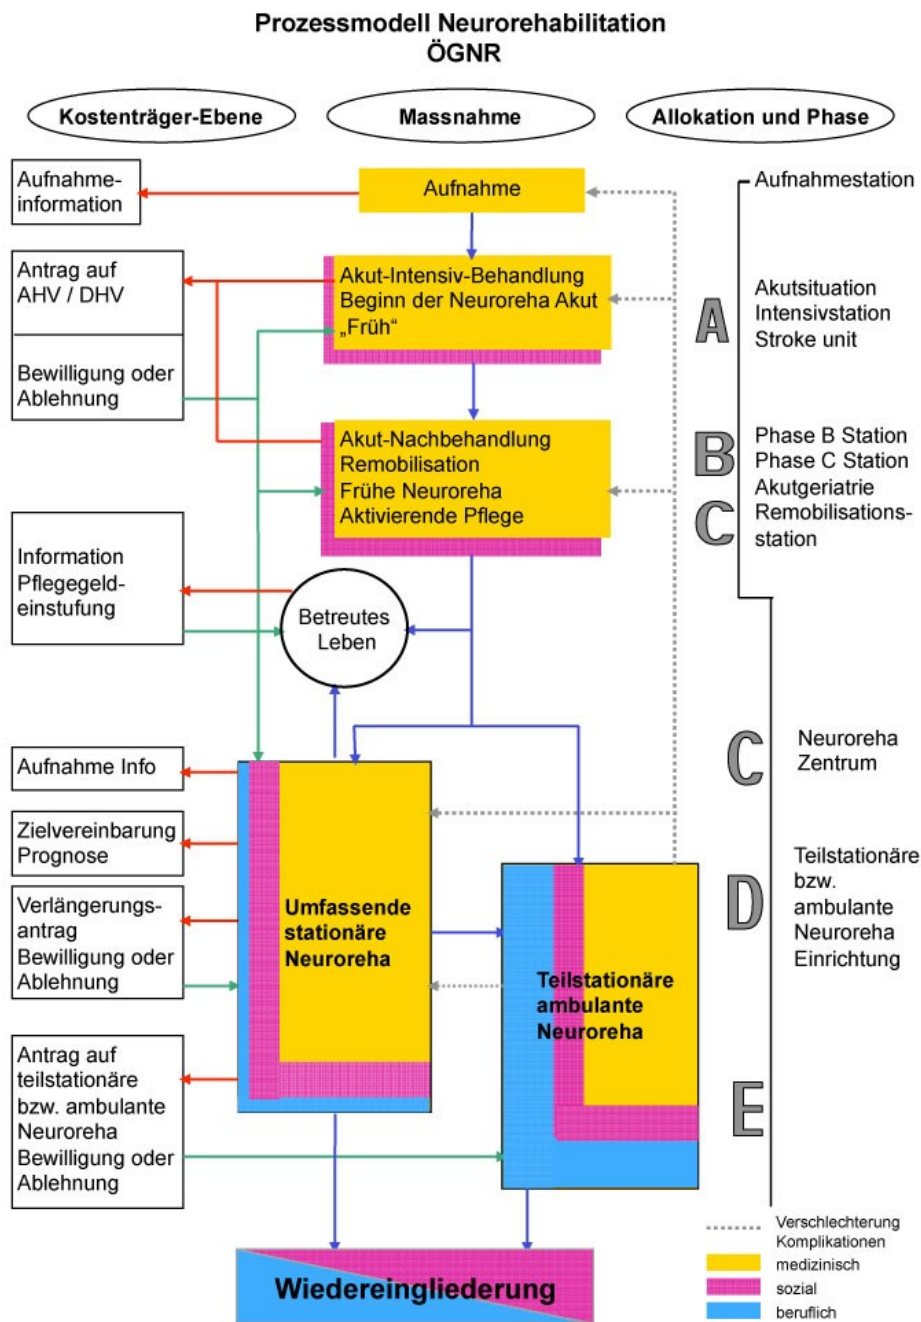 Prozessmodell Neurorehabilitation
ÖGNR
Kostenträger-Ebene
Massnahme
Allokation und Phase
Aufnahme-
information
Aufnahme
Aufnahmestation
Antrag auf
AHV / DHV
Bewilligung oder
Ablehnung
Akut-Intensiv-Behandlung
Beginn der Neuroreha Akut
„Früh“
A
Akutsituation
Intensivstation
Stroke unit
Akut-Nachbehandlung
Remobilisation
Frühe Neuroreha
Aktivierende Pflege
B
C
Phase B Station
Phase C Station
Akutgeriatrie
Remobilisations-
station
Information
Pflegegeld-
einstufung
Betreutes
Leben
Aufnahme Info
Zielvereinbarung
Prognose
Verlängerungs-
antrag
Bewilligung oder
Ablehnung
Antrag auf
teilstationäre
bzw. ambulante
Neuroreha
Bewilligung oder
Ablehnung
Umfassende
stationäre
Neuroreha
Teilstationäre
ambulante
Neuroreha
C
Neuroreha
Zentrum
D
Teilstationäre
bzw.
ambulante
Neuroreha
Einrichtung
E
Wiedereingliederung
Verschlechterung
Komplikationen
medizinisch
sozial
beruflich